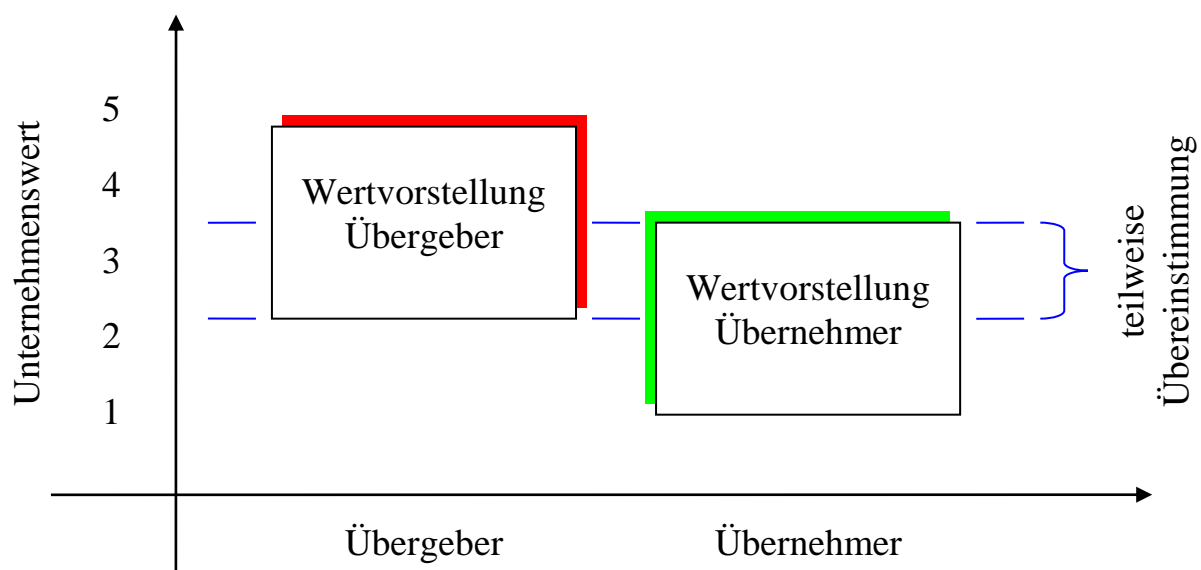 Unternehmenswert
5
4
3
2
1
Wertvorstellung
Übergeber
Wertvorstellung
Übernehmer
teilweise
Übereinstimmung
Übergeber
Übernehmer